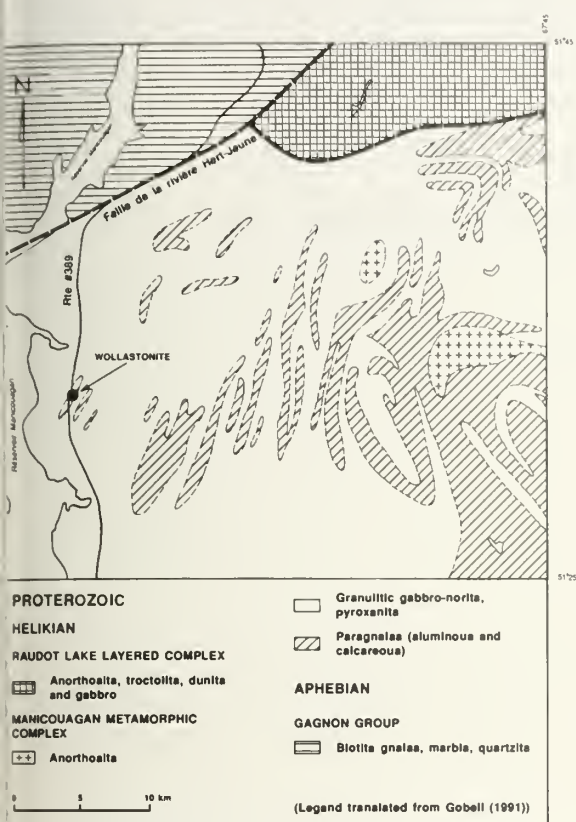 67°45
51°45
N
Faille de la rivière Hart-Jaune
Rte #389
WOLLASTONITE
Réservoir Manicouagan
51°25
PROTEROZOIC
HELIKIAN
RAUDOT LAKE LAYERED COMPLEX
Anorthosite, troctolite, dunite
and gabbro
MANICOUAGAN METAMORPHIC
COMPLEX
++ Anorthosite
0 5 10 km
Granulitic gabbro-norite,
pyroxenite
Paragneiss (aluminous and
calcareous)
APHEBIAN
GAGNON GROUP
Biotite gneiss, marble, quartzite
(Legend translated from Gobeil (1991))